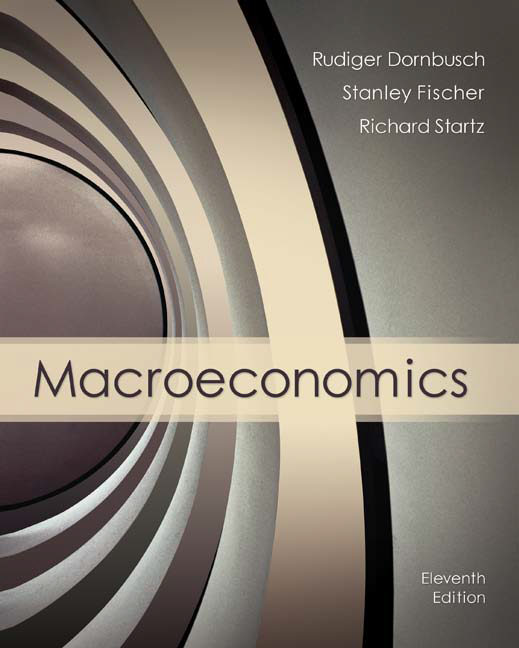 Rudiger Dornbusch
Stanley Fischer
Richard Startz
Macroeconomics
Eleventh
Edition